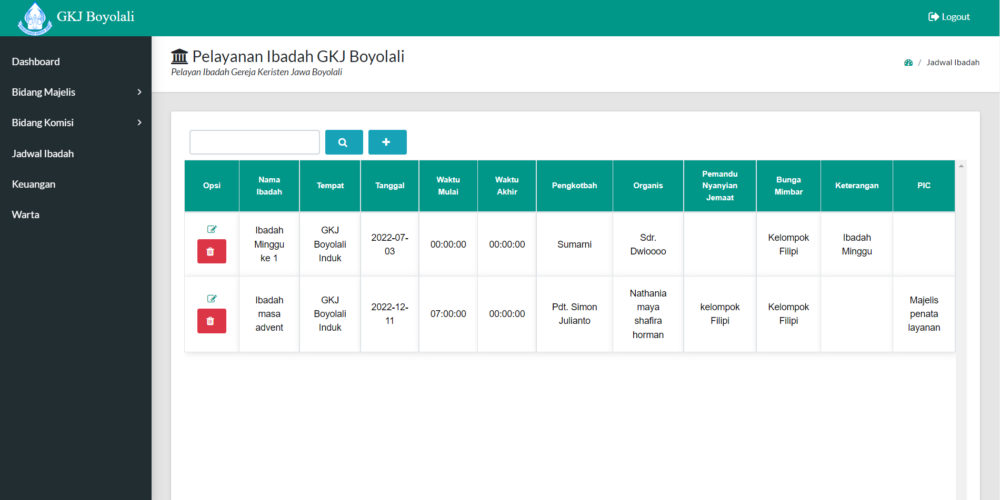 GKJ Boyolali
Logout
Dashboard
Bidang Majelis
Bidang Komisi
Jadwal Ibadah
Keuangan
Warta
Pelayanan Ibadah GKJ Boyolali
Pelayan Ibadah Gereja Keristen Jawa Boyolali
/ Jadwal Ibadah
Opsi
Nama
Ibadah
Tempat
Tanggal
Waktu
Mulai
Waktu
Akhir
Pengkotbah
Organis
Pemandu
Nyanyian
Jemaat
Bunga
Mimbar
Keterangan
PIC
Ibadah
Minggu
ke 1
GKJ
Boyolali
Induk
2022-07-
03
00:00:00
00:00:00
Sumarni
Sdr.
Dwioooo
Kelompok
Filipi
Ibadah
Minggu
Ibadah
masa
advent
GKJ
Boyolali
Induk
2022-12-
11
07:00:00
00:00:00
Pdt. Simon
Julianto
Nathania
maya
shafira
horman
kelompok
Filipi
Kelompok
Filipi
Majelis
penata
layanan